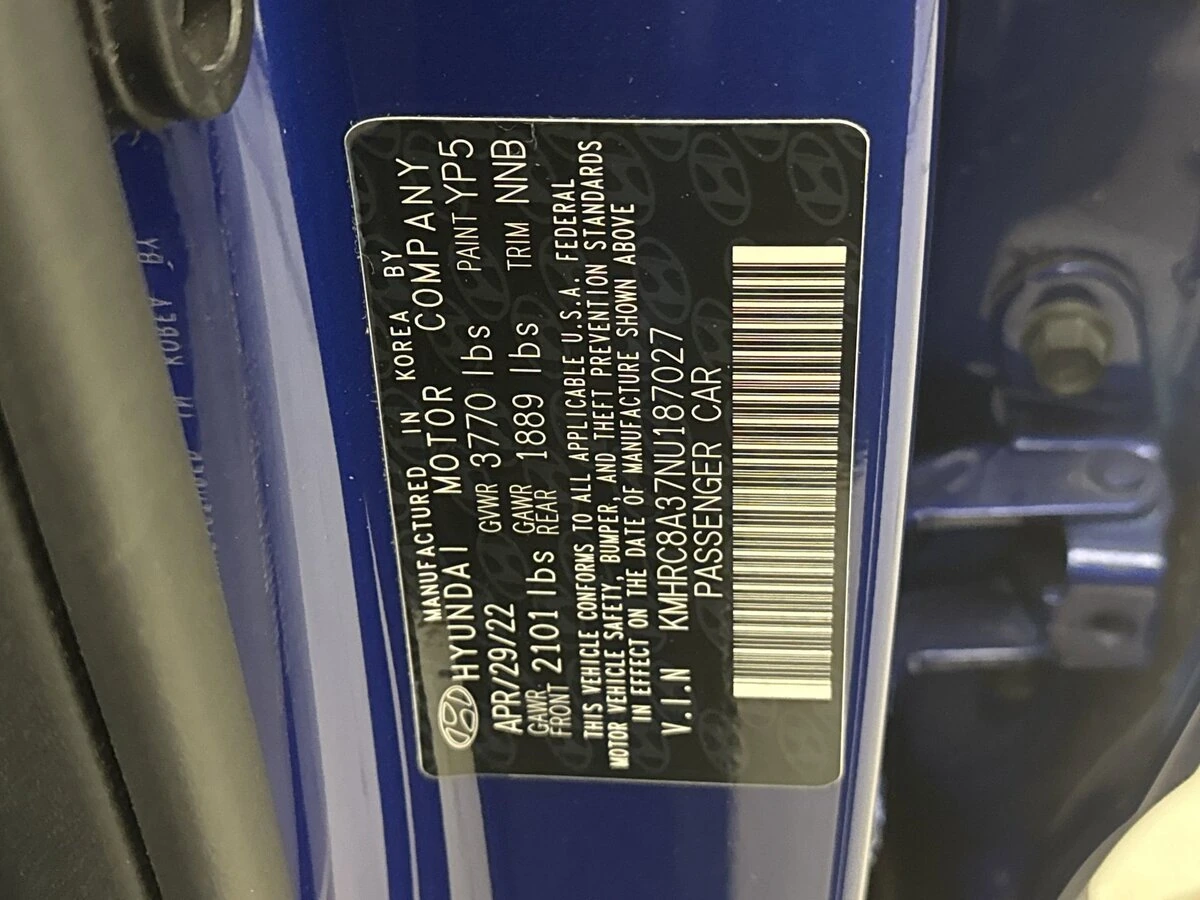 MANUFACTURED IN KOREA BY
HYUNDAI MOTOR COMPANY
APR/29/22 GVWR 3770 lbs PAINT YP5
GAWR FRONT 2101 lbs GAWR REAR 1889 lbs TRIM NNB
THIS VEHICLE CONFORMS TO ALL APPLICABLE U.S.A. FEDERAL
MOTOR VEHICLE SAFETY, BUMPER, AND THEFT PREVENTION STANDARDS
IN EFFECT ON THE DATE OF MANUFACTURE SHOWN ABOVE
V.I.N KMHRC8A37NU187027
PASSENGER CAR